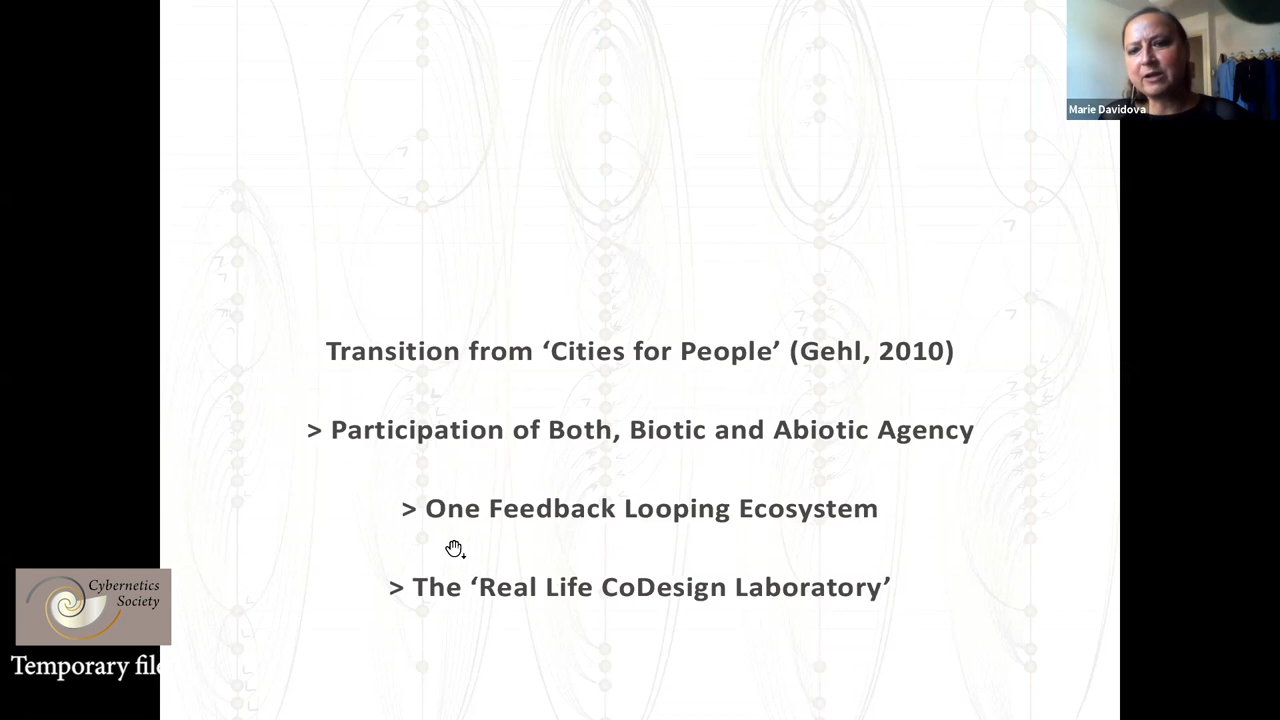 Marie Davidova
Transition from ‘Cities for People’ (Gehl, 2010)
> Participation of Both, Biotic and Abiotic Agency
> One Feedback Looping Ecosystem
> The ‘Real Life CoDesign Laboratory’
Cybernetics
Society
Temporary file